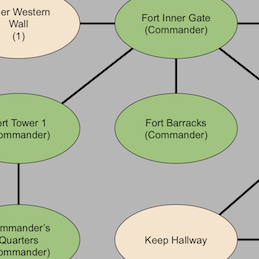 er Western
Wall
(1)
Fort Inner Gate
(Commander)
ort Tower 1
ommander)
Fort Barracks
(Commander)
mmander's
Quarters
ommander)
Keep Hallway